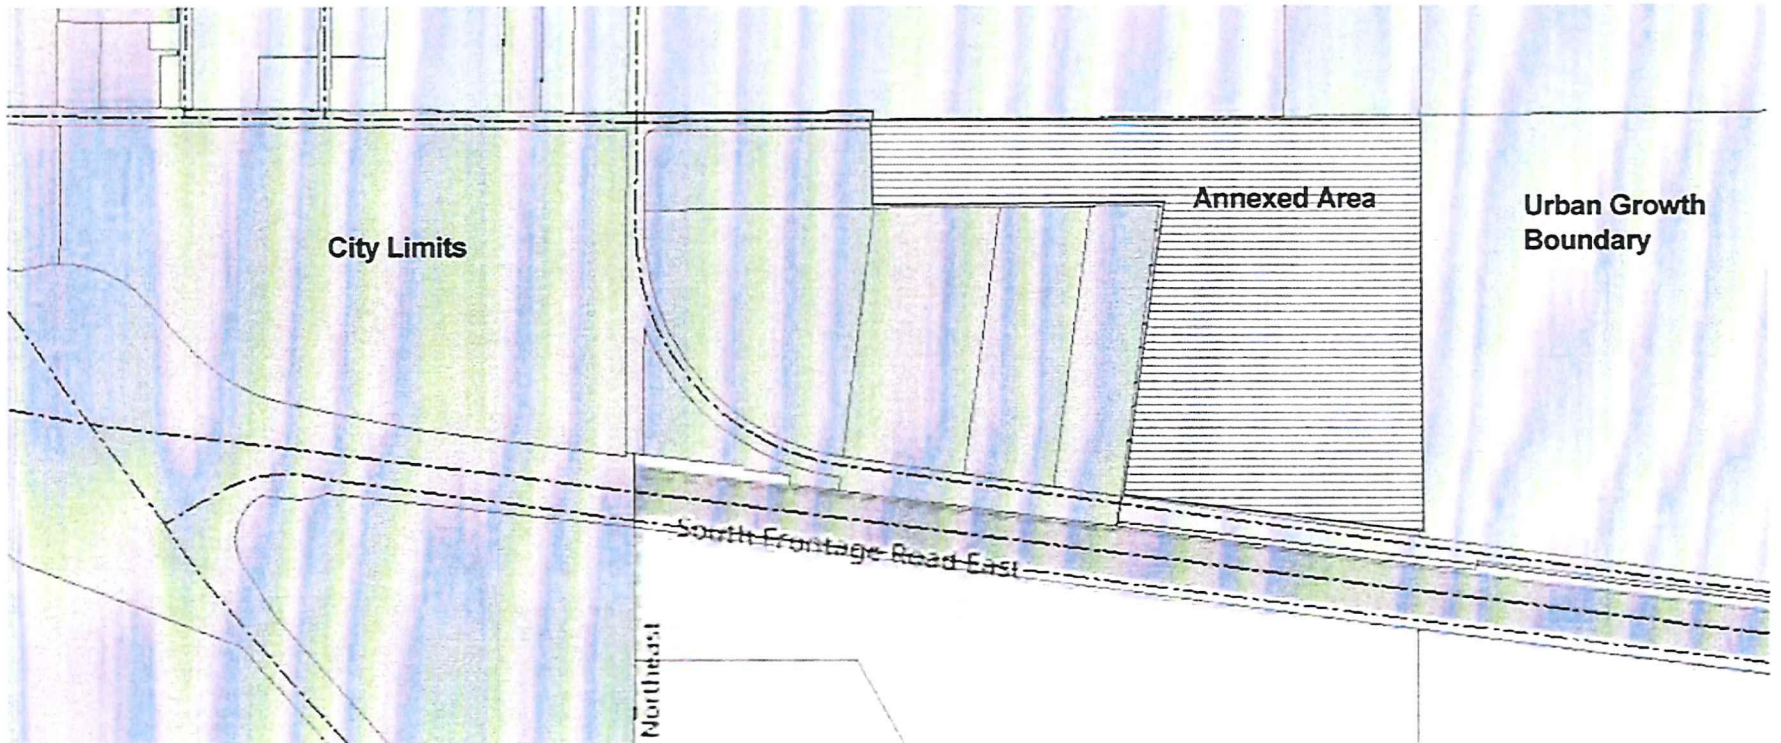 Annexed Area
Urban Growth
Boundary
City Limits
South Frontage Road East
Northeast